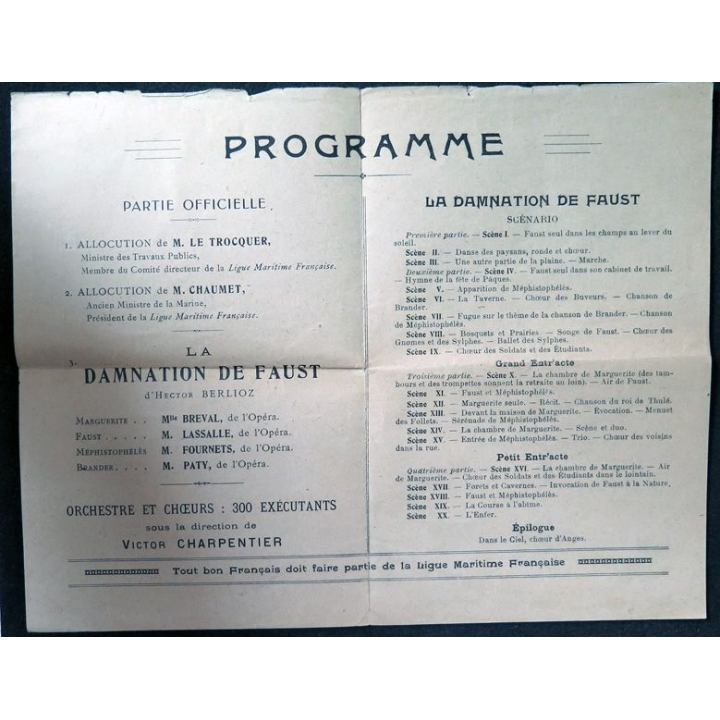 PROGRAMME
PARTIE OFFICIELLE.
1. ALLOCUTION de M. LE TROCQUER,
Ministre des Travaux Publics,
Membre du Comité directeur de la Ligue Maritime Française.
2. ALLOCUTION de M. CHAUMET,
Ancien Ministre de la Marine,
Président de la Ligue Maritime Française.
3.
LA
DAMNATION DE FAUST
d'HECTOR BERLIOZ
MARGUERITE . . Mlle BREVAL, de l'Opéra.
FAUST . . . . . M. LASSALLE, de l'Opéra.
MÉPHISTOPHÉLÈS M. FOURNETS, de l'Opéra.
BRANDER . . . . M. PATY, de l'Opéra.
ORCHESTRE ET CHŒURS : 300 EXÉCUTANTS
sous la direction de
VICTOR CHARPENTIER
LA DAMNATION DE FAUST
SCÉNARIO
Première partie. — Scène I. — Faust seul dans les champs au lever du
soleil.
Scène II. — Danse des paysans, ronde et chœur.
Scène III. — Une autre partie de la plaine. — Marche.
Deuxième partie. — Scène IV. — Faust seul dans son cabinet de travail.
— Hymne de la fête de Pâques.
Scène V. — Apparition de Méphistophélès.
Scène VI. — La Taverne. — Chœur des Buveurs. — Chanson de
Brander.
Scène VII. — Fugue sur le thème de la chanson de Brander. — Chanson
de Méphistophélès.
Scène VIII. — Bosquets et Prairies — Songe de Faust. — Chœur des
Gnomes et des Sylphes. — Ballet des Sylphes.
Scène IX. — Chœur des Soldats et des Étudiants.
Grand Entr'acte
Troisième partie. — Scène X. — La chambre de Marguerite (des tam-
bours et des trompettes sonnent la retraite au loin). — Air de Faust.
Scène XI. — Faust et Méphistophélès.
Scène XII. — Marguerite seule. — Récit. — Chanson du roi de Thulé.
Scène XIII. — Devant la maison de Marguerite. — Évocation. — Menuet
des Follets. — Sérénade de Méphistophélès.
Scène XIV. — La chambre de Marguerite. — Scène et duo.
Scène XV. — Entrée de Méphistophélès. — Trio. — Chœur des voisins
dans la rue.
Petit Entr'acte
Quatrième partie. — Scène XVI. — La chambre de Marguerite. — Air
de Marguerite. — Chœur des Soldats et des Étudiants dans le lointain.
Scène XVII. — Forêts et Cavernes. — Invocation de Faust à la Nature.
Scène XVIII. — Faust et Méphistophélès.
Scène XIX. — La Course à l'abîme.
Scène XX. — L'Enfer.
Épilogue
Dans le Ciel, chœur d'Anges.
Tout bon Français doit faire partie de la Ligue Maritime Française